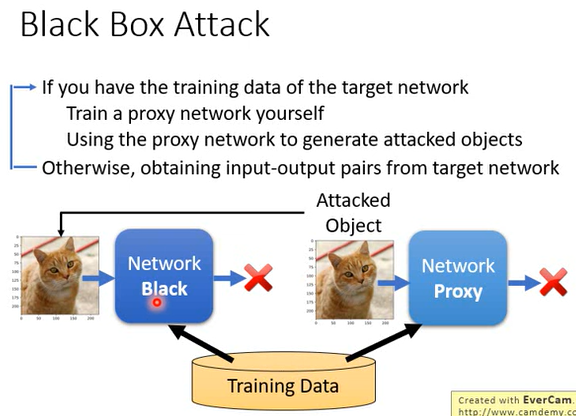 Black Box Attack
If you have the training data of the target network
Train a proxy network yourself
Using the proxy network to generate attacked objects
Otherwise, obtaining input-output pairs from target network
Attacked
Object
Network
Black
Network
Proxy
Training Data
Created with EverCam.
http://www.camdemy.co